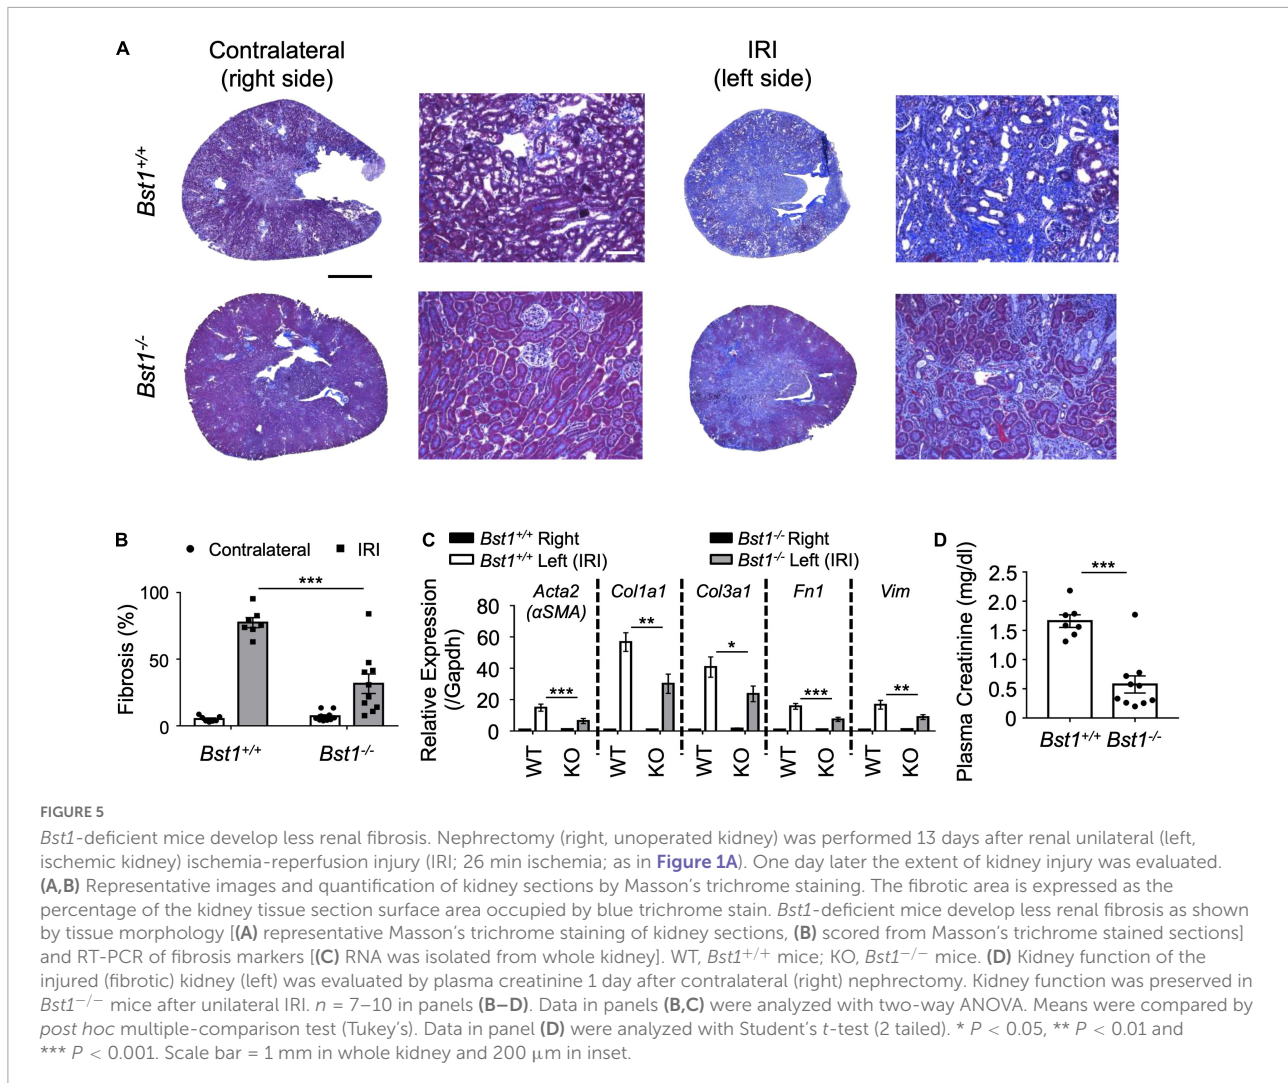 A
Contralateral
(right side)
IRI
(left side)
Bst1+/+
Bst1-/-
B
● Contralateral ■ IRI
***
100
50
0
Fibrosis (%)
Bst1+/+ Bst1-/-
C
Bst1+/+ Right
Bst1+/+ Left (IRI)
Bst1-/- Right
Bst1-/- Left (IRI)
Acta2
(αSMA)
Col1a1
Col3a1
Fn1
Vim
Relative Expression
(/Gapdh)
80
60
40
20
0
*** ** * *** **
WT KO WT KO WT KO WT KO WT KO
D
***
Plasma Creatinine (mg/dl)
2.5
2.0
1.5
1.0
0.5
0
Bst1+/+ Bst1-/-
FIGURE 5
Bst1-deficient mice develop less renal fibrosis. Nephrectomy (right, unoperated kidney) was performed 13 days after renal unilateral (left,
ischemic kidney) ischemia-reperfusion injury (IRI; 26 min ischemia; as in Figure 1A). One day later the extent of kidney injury was evaluated.
(A,B) Representative images and quantification of kidney sections by Masson's trichrome staining. The fibrotic area is expressed as the
percentage of the kidney tissue section surface area occupied by blue trichrome stain. Bst1-deficient mice develop less renal fibrosis as shown
by tissue morphology [(A) representative Masson's trichrome staining of kidney sections, (B) scored from Masson's trichrome stained sections]
and RT-PCR of fibrosis markers [(C) RNA was isolated from whole kidney]. WT, Bst1+/+ mice; KO, Bst1−/− mice. (D) Kidney function of the
injured (fibrotic) kidney (left) was evaluated by plasma creatinine 1 day after contralateral (right) nephrectomy. Kidney function was preserved in
Bst1−/− mice after unilateral IRI. n = 7–10 in panels (B–D). Data in panels (B,C) were analyzed with two-way ANOVA. Means were compared by
post hoc multiple-comparison test (Tukey's). Data in panel (D) were analyzed with Student's t-test (2 tailed). * P < 0.05, ** P < 0.01 and
*** P < 0.001. Scale bar = 1 mm in whole kidney and 200 μm in inset.